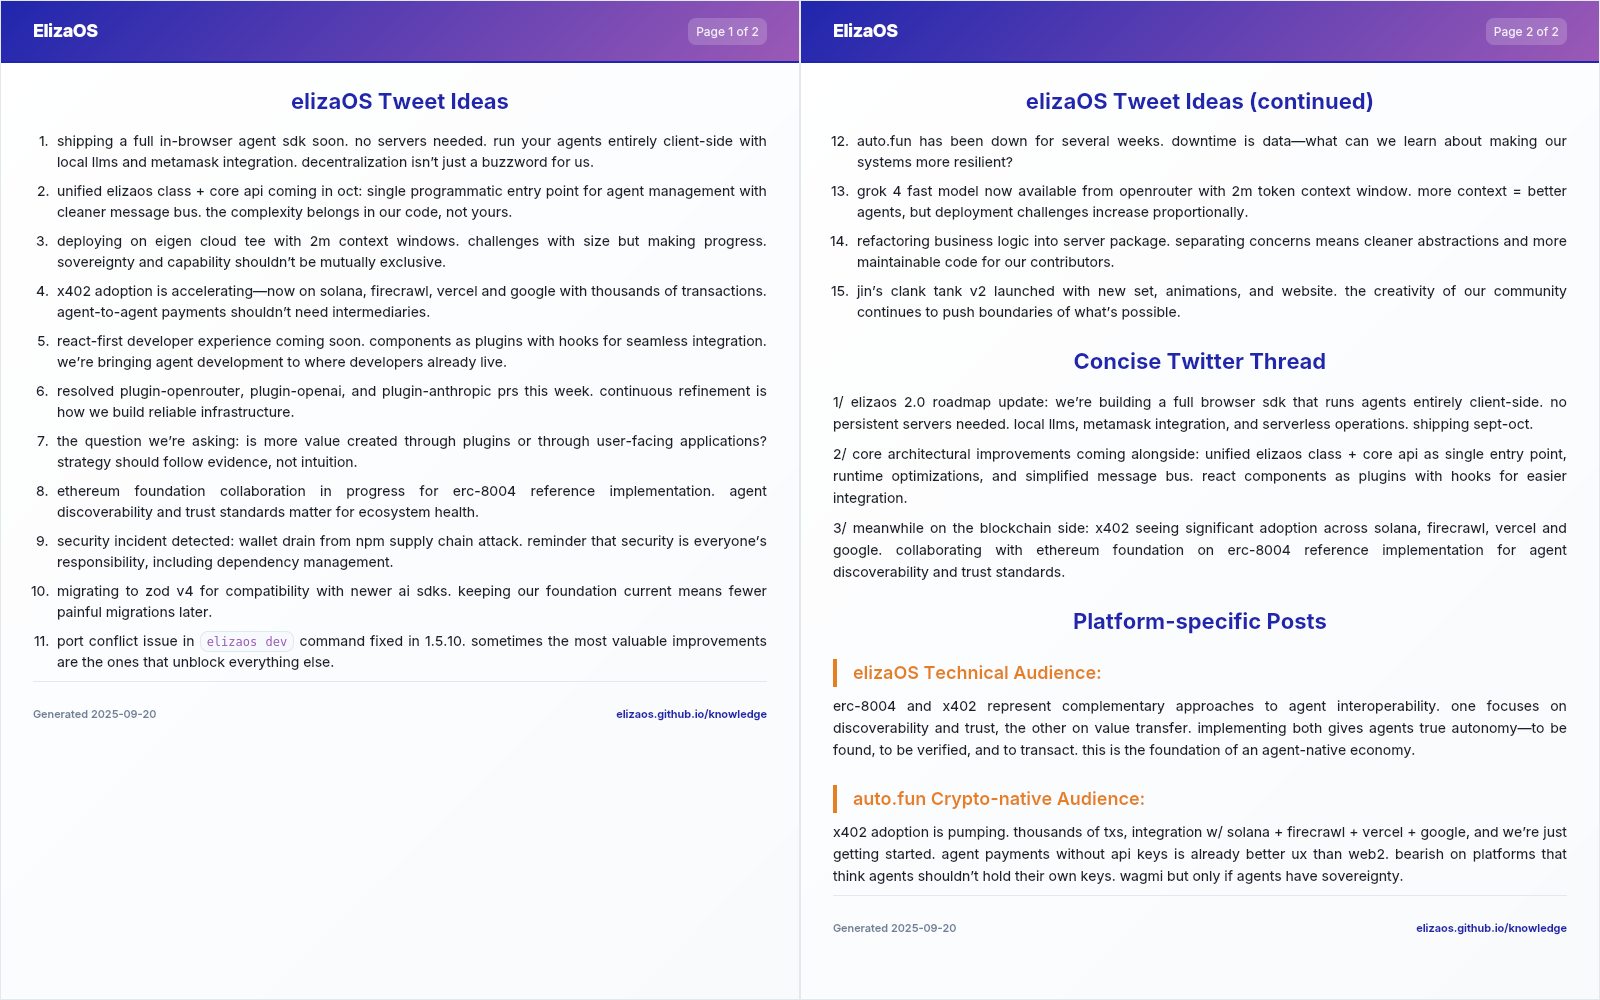 ElizaOS
Page 1 of 2
elizaOS Tweet Ideas
1. shipping a full in-browser agent sdk soon. no servers needed. run your agents entirely client-side with
local llms and metamask integration. decentralization isn’t just a buzzword for us.
2. unified elizaos class + core api coming in oct: single programmatic entry point for agent management with
cleaner message bus. the complexity belongs in our code, not yours.
3. deploying on eigen cloud tee with 2m context windows. challenges with size but making progress.
sovereignty and capability shouldn’t be mutually exclusive.
4. x402 adoption is accelerating—now on solana, firecrawl, vercel and google with thousands of transactions.
agent-to-agent payments shouldn’t need intermediaries.
5. react-first developer experience coming soon. components as plugins with hooks for seamless integration.
we’re bringing agent development to where developers already live.
6. resolved plugin-openrouter, plugin-openai, and plugin-anthropic prs this week. continuous refinement is
how we build reliable infrastructure.
7. the question we’re asking: is more value created through plugins or through user-facing applications?
strategy should follow evidence, not intuition.
8. ethereum foundation collaboration in progress for erc-8004 reference implementation. agent
discoverability and trust standards matter for ecosystem health.
9. security incident detected: wallet drain from npm supply chain attack. reminder that security is everyone’s
responsibility, including dependency management.
10. migrating to zod v4 for compatibility with newer ai sdks. keeping our foundation current means fewer
painful migrations later.
11. port conflict issue in elizaos dev command fixed in 1.5.10. sometimes the most valuable improvements
are the ones that unblock everything else.
Generated 2025-09-20
elizaos.github.io/knowledge
ElizaOS
Page 2 of 2
elizaOS Tweet Ideas (continued)
12. auto.fun has been down for several weeks. downtime is data—what can we learn about making our
systems more resilient?
13. grok 4 fast model now available from openrouter with 2m token context window. more context = better
agents, but deployment challenges increase proportionally.
14. refactoring business logic into server package. separating concerns means cleaner abstractions and more
maintainable code for our contributors.
15. jin’s clank tank v2 launched with new set, animations, and website. the creativity of our community
continues to push boundaries of what’s possible.
Concise Twitter Thread
1/ elizaos 2.0 roadmap update: we’re building a full browser sdk that runs agents entirely client-side. no
persistent servers needed. local llms, metamask integration, and serverless operations. shipping sept-oct.
2/ core architectural improvements coming alongside: unified elizaos class + core api as single entry point,
runtime optimizations, and simplified message bus. react components as plugins with hooks for easier
integration.
3/ meanwhile on the blockchain side: x402 seeing significant adoption across solana, firecrawl, vercel and
google. collaborating with ethereum foundation on erc-8004 reference implementation for agent
discoverability and trust standards.
Platform-specific Posts
elizaOS Technical Audience:
erc-8004 and x402 represent complementary approaches to agent interoperability. one focuses on
discoverability and trust, the other on value transfer. implementing both gives agents true autonomy—to be
found, to be verified, and to transact. this is the foundation of an agent-native economy.
auto.fun Crypto-native Audience:
x402 adoption is pumping. thousands of txs, integration w/ solana + firecrawl + vercel + google, and we’re just
getting started. agent payments without api keys is already better ux than web2. bearish on platforms that
think agents shouldn’t hold their own keys. wagmi but only if agents have sovereignty.
Generated 2025-09-20
elizaos.github.io/knowledge